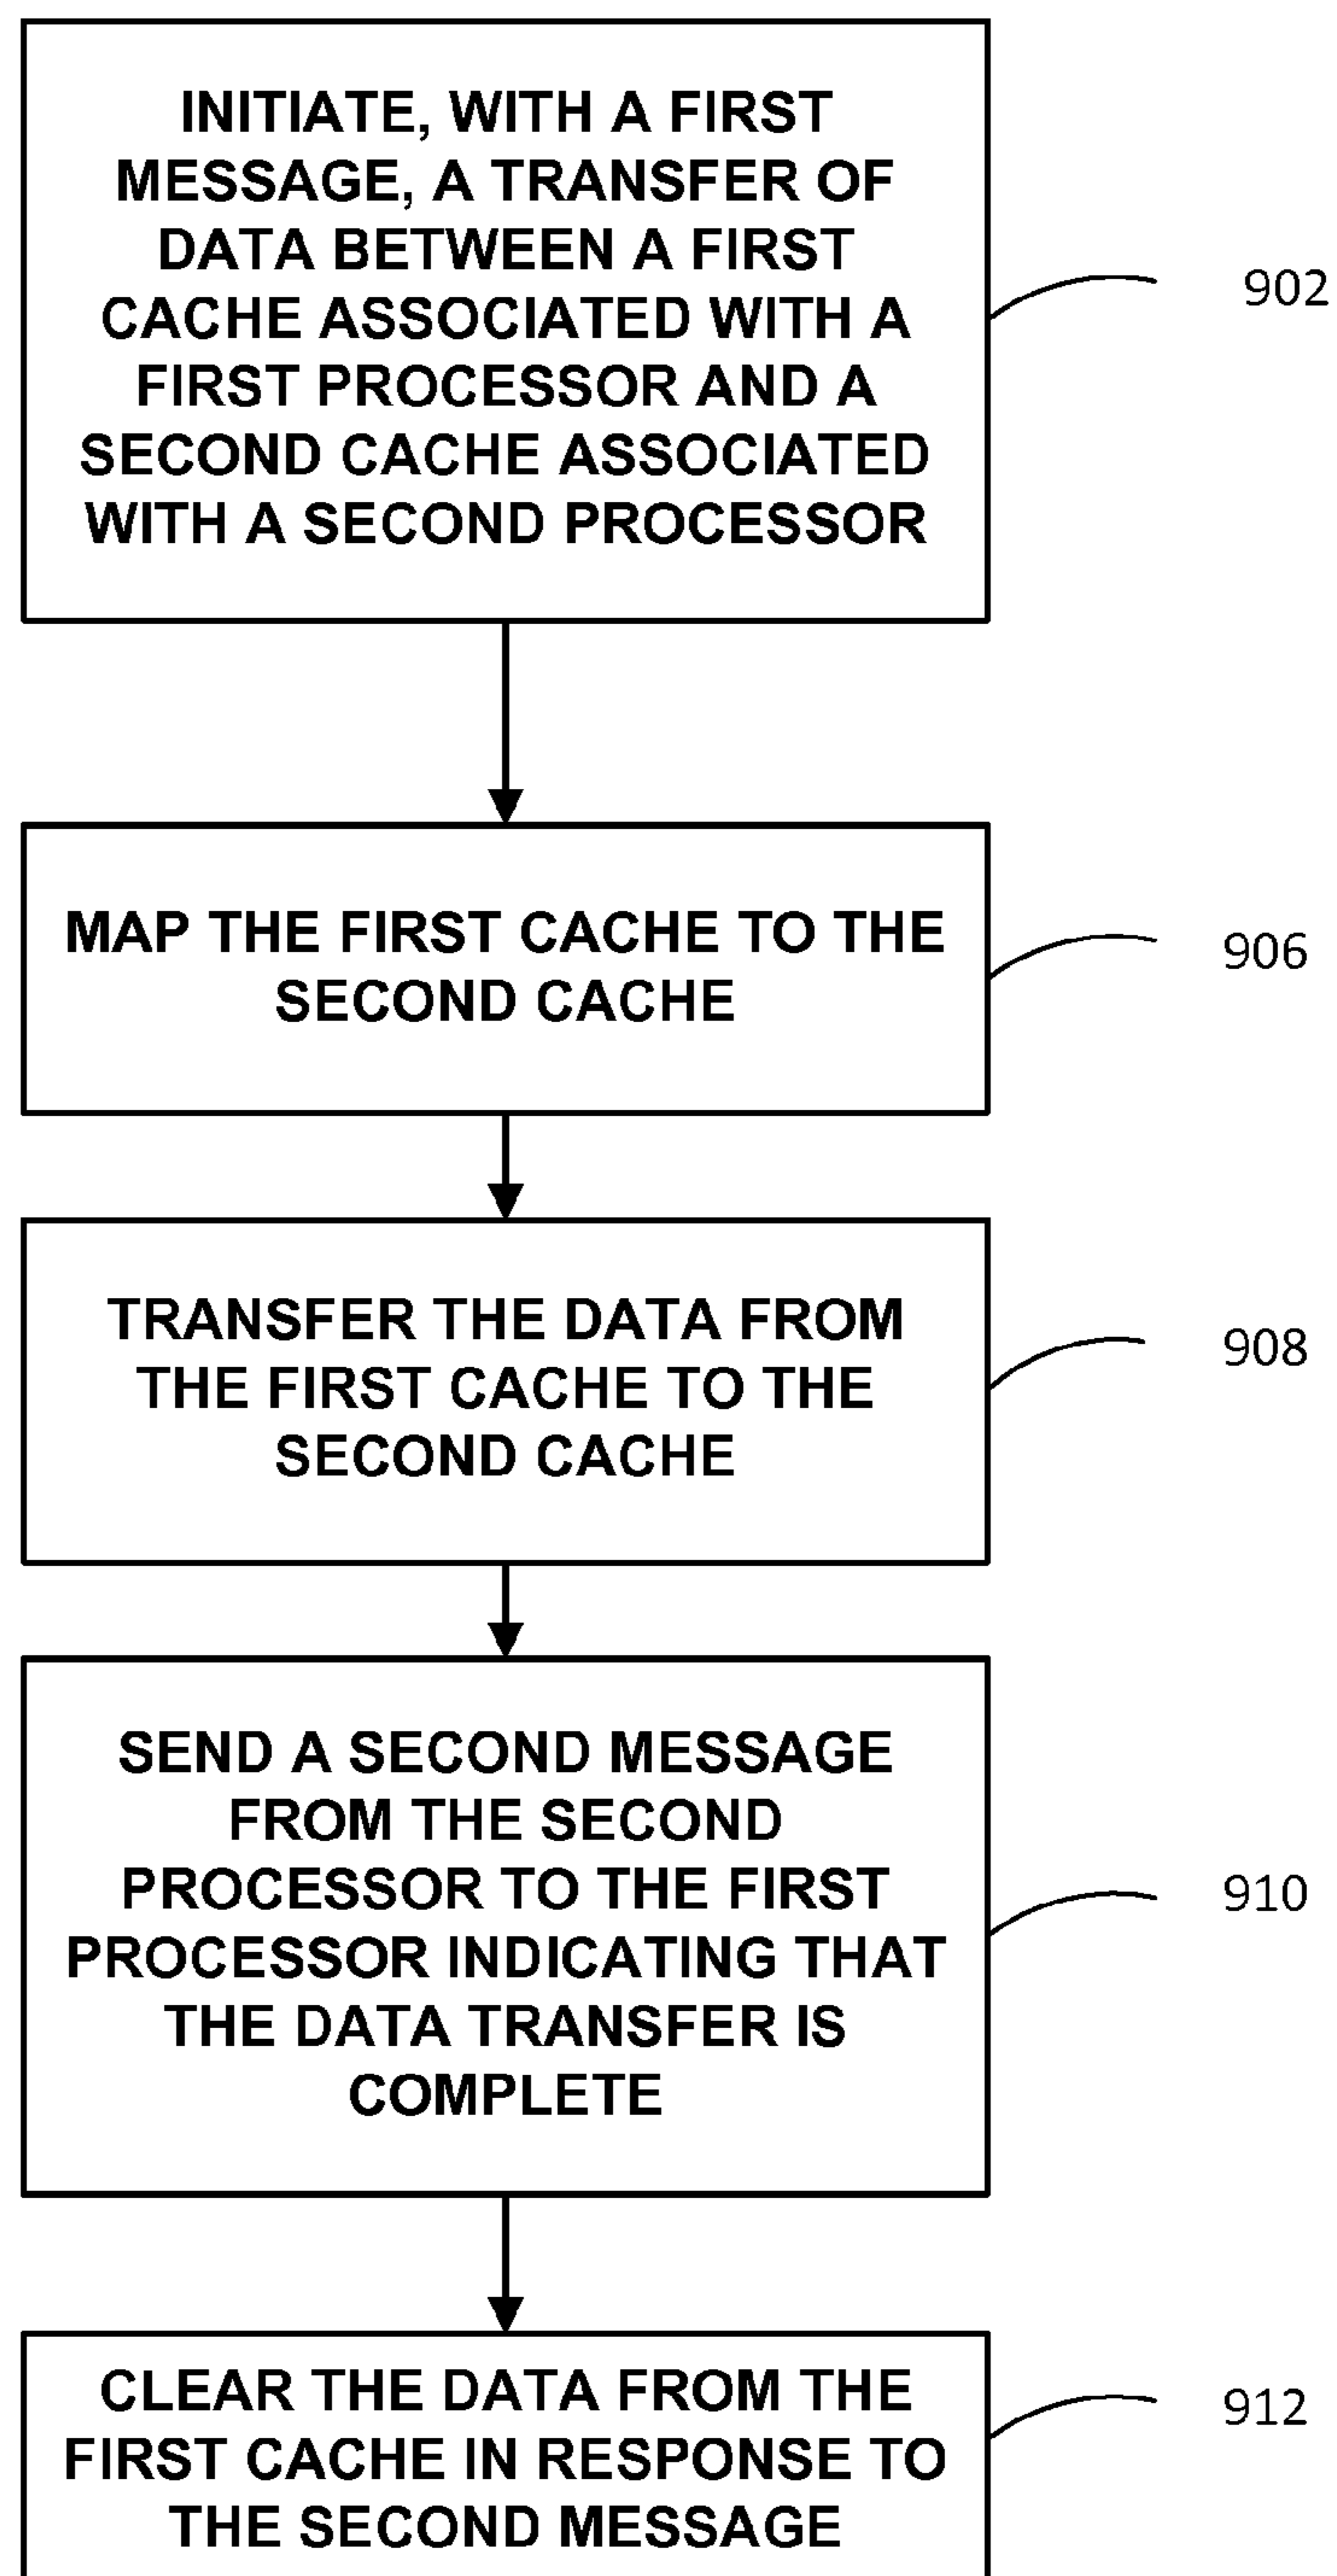 INITIATE, WITH A FIRST
MESSAGE, A TRANSFER OF
DATA BETWEEN A FIRST
CACHE ASSOCIATED WITH A
FIRST PROCESSOR AND A
SECOND CACHE ASSOCIATED
WITH A SECOND PROCESSOR
902
MAP THE FIRST CACHE TO THE
SECOND CACHE
906
TRANSFER THE DATA FROM
THE FIRST CACHE TO THE
SECOND CACHE
908
SEND A SECOND MESSAGE
FROM THE SECOND
PROCESSOR TO THE FIRST
PROCESSOR INDICATING THAT
THE DATA TRANSFER IS
COMPLETE
910
CLEAR THE DATA FROM THE
FIRST CACHE IN RESPONSE TO
THE SECOND MESSAGE
912